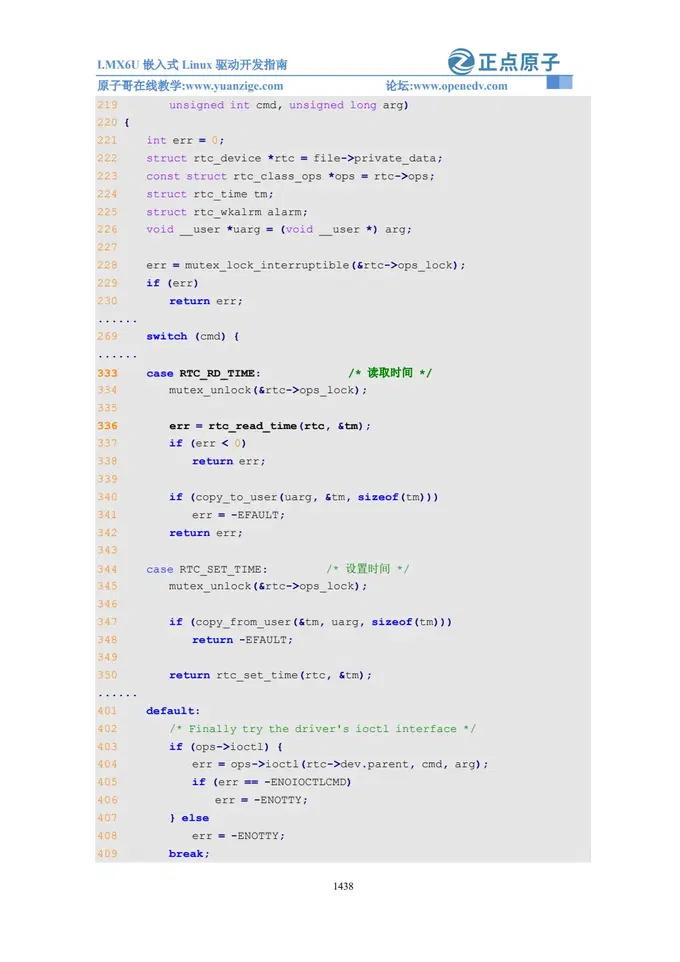 I.MX6U 嵌入式 Linux 驱动开发指南
正点原子
原子哥在线教学:www.yuanzige.com 论坛:www.openedv.com
219 unsigned int cmd, unsigned long arg)
220 {
221 int err = 0;
222 struct rtc_device *rtc = file->private_data;
223 const struct rtc_class_ops *ops = rtc->ops;
224 struct rtc_time tm;
225 struct rtc_wkalrm alarm;
226 void __user *uarg = (void __user *) arg;
227
228 err = mutex_lock_interruptible(&rtc->ops_lock);
229 if (err)
230 return err;
......
269 switch (cmd) {
......
333 case RTC_RD_TIME: /* 读取时间 */
334 mutex_unlock(&rtc->ops_lock);
335
336 err = rtc_read_time(rtc, &tm);
337 if (err < 0)
338 return err;
339
340 if (copy_to_user(uarg, &tm, sizeof(tm)))
341 err = -EFAULT;
342 return err;
343
344 case RTC_SET_TIME: /* 设置时间 */
345 mutex_unlock(&rtc->ops_lock);
346
347 if (copy_from_user(&tm, uarg, sizeof(tm)))
348 return -EFAULT;
349
350 return rtc_set_time(rtc, &tm);
......
401 default:
402 /* Finally try the driver's ioctl interface */
403 if (ops->ioctl) {
404 err = ops->ioctl(rtc->dev.parent, cmd, arg);
405 if (err == -ENOIOCTLCMD)
406 err = -ENOTTY;
407 } else
408 err = -ENOTTY;
409 break;
1438